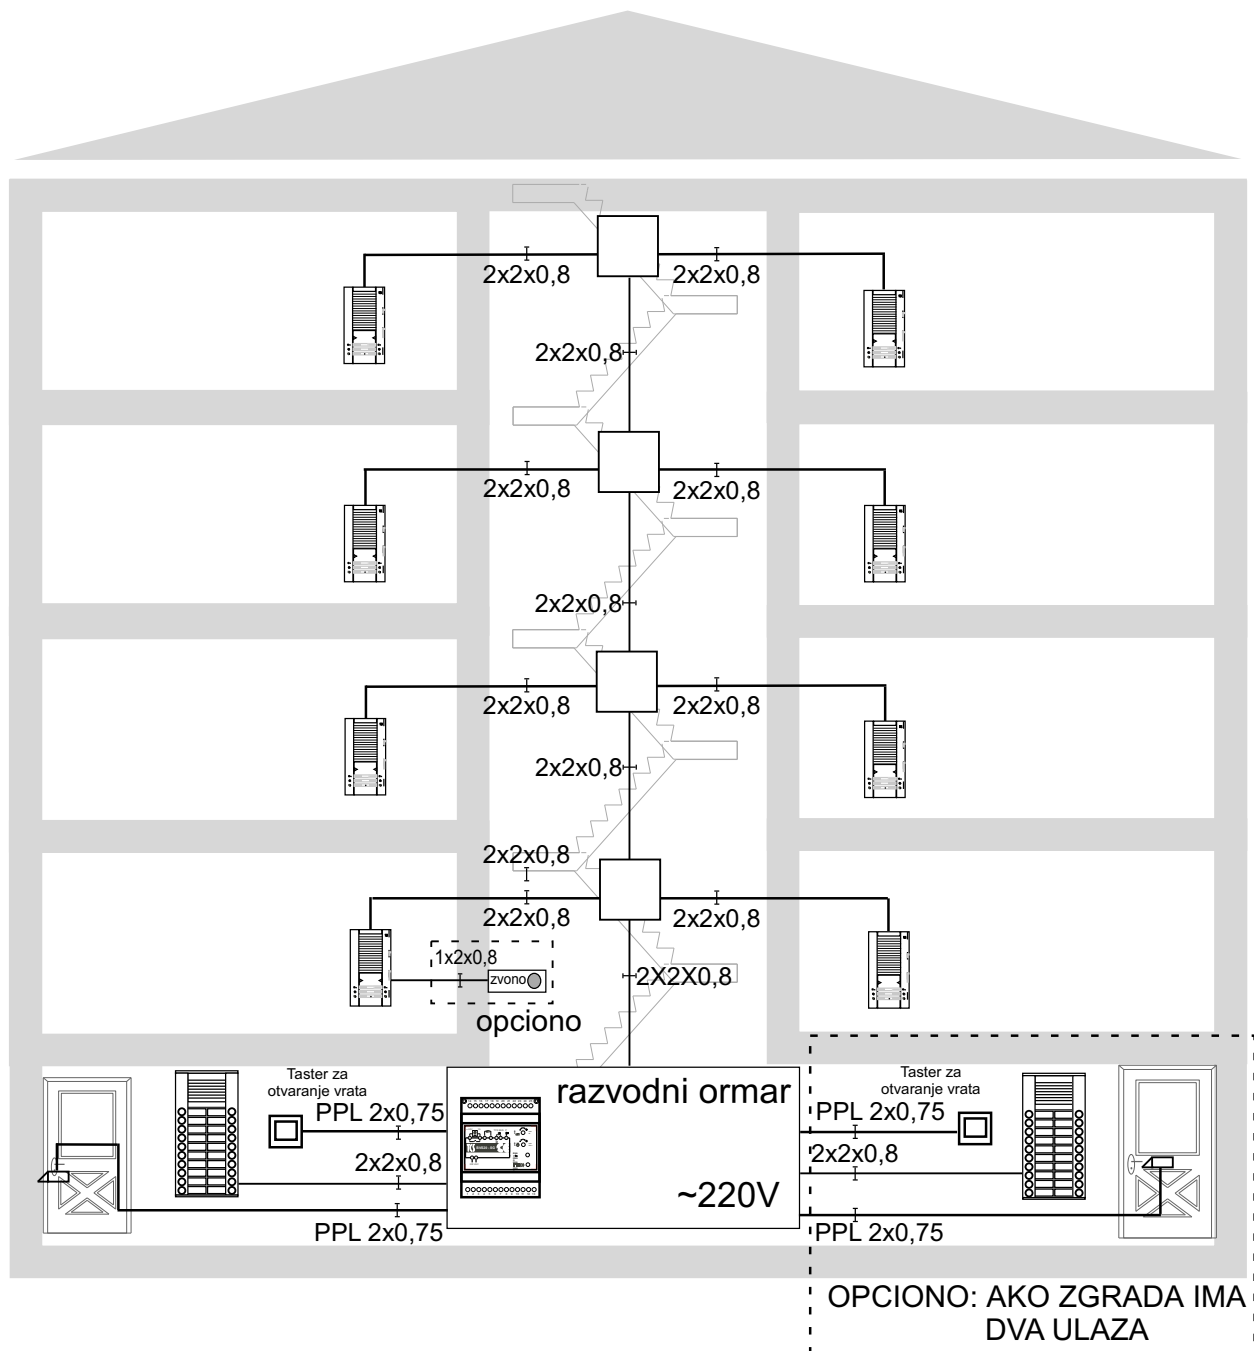 2x2x0,8
2x2x0,8
2x2x0,8
2x2x0,8
2x2x0,8
2x2x0,8
2x2x0,8
2x2x0,8
2x2x0,8
2x2x0,8
2x2x0,8
2x2x0,8
1x2x0,8
zvono
2X2X0,8
opciono
Taster za
otvaranje vrata
PPL 2x0,75
2x2x0,8
PPL 2x0,75
razvodni ormar
~220V
Taster za
otvaranje vrata
PPL 2x0,75
2x2x0,8
PPL 2x0,75
OPCIONO: AKO ZGRADA IMA
DVA ULAZA